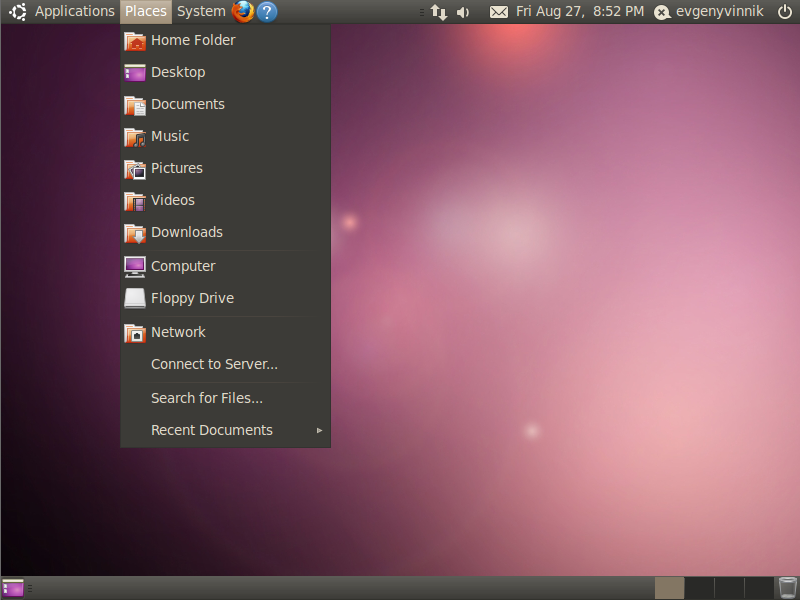 Applications Places System ? Fri Aug 27, 8:52 PM evgenyvinnik
Home Folder
Desktop
Documents
Music
Pictures
Videos
Downloads
Computer
Floppy Drive
Network
Connect to Server...
Search for Files...
Recent Documents